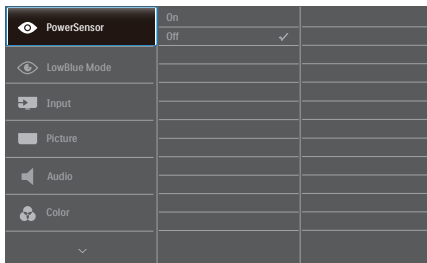 PowerSensor
On
Off
LowBlue Mode
Input
Picture
Audio
Color